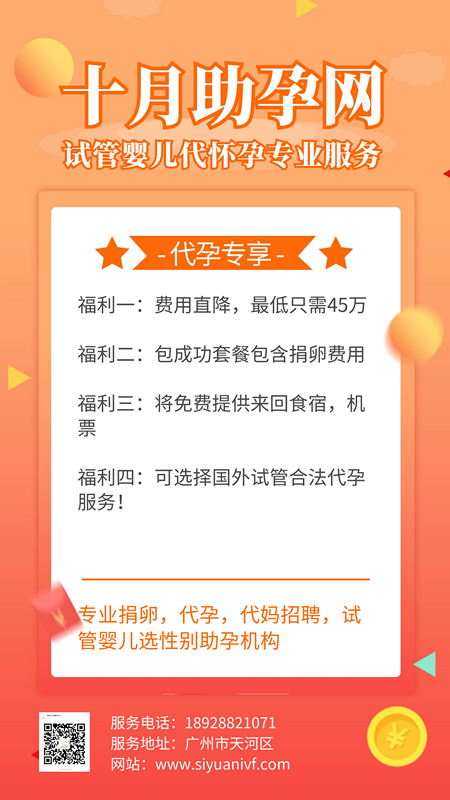 十月助孕网
试管婴儿代怀孕专业服务
- 代孕专享 -
福利一：费用直降，最低只需45万
福利二：包成功套餐包含捐卵费用
福利三：将免费提供来回食宿，机
票
福利四：可选择国外试管合法代孕
服务！
专业捐卵，代孕，代妈招聘，试
管婴儿选性别助孕机构
服务电话：18928821071
服务地址：广州市天河区
网站：www.siyuanivf.com